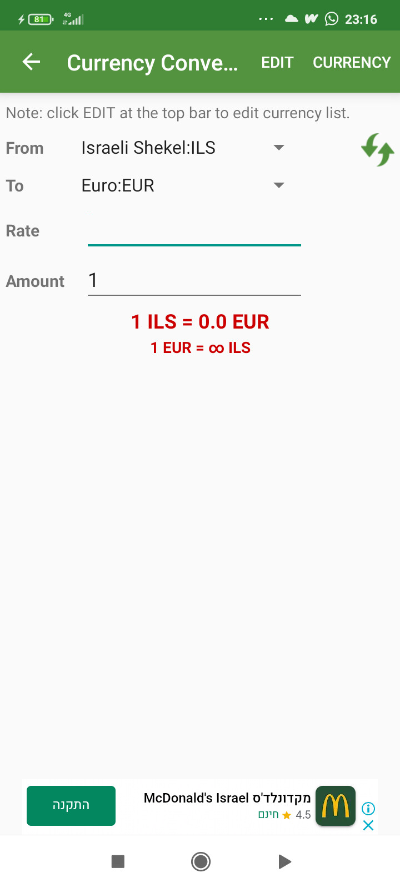 81 4G 23:16
Currency Conve... EDIT CURRENCY
Note: click EDIT at the top bar to edit currency list.
From Israeli Shekel:ILS
To Euro:EUR
Rate
Amount 1
1 ILS = 0.0 EUR
1 EUR = ∞ ILS
McDonald's Israel מקדונלד'ס
4.5 חינם
התקנה